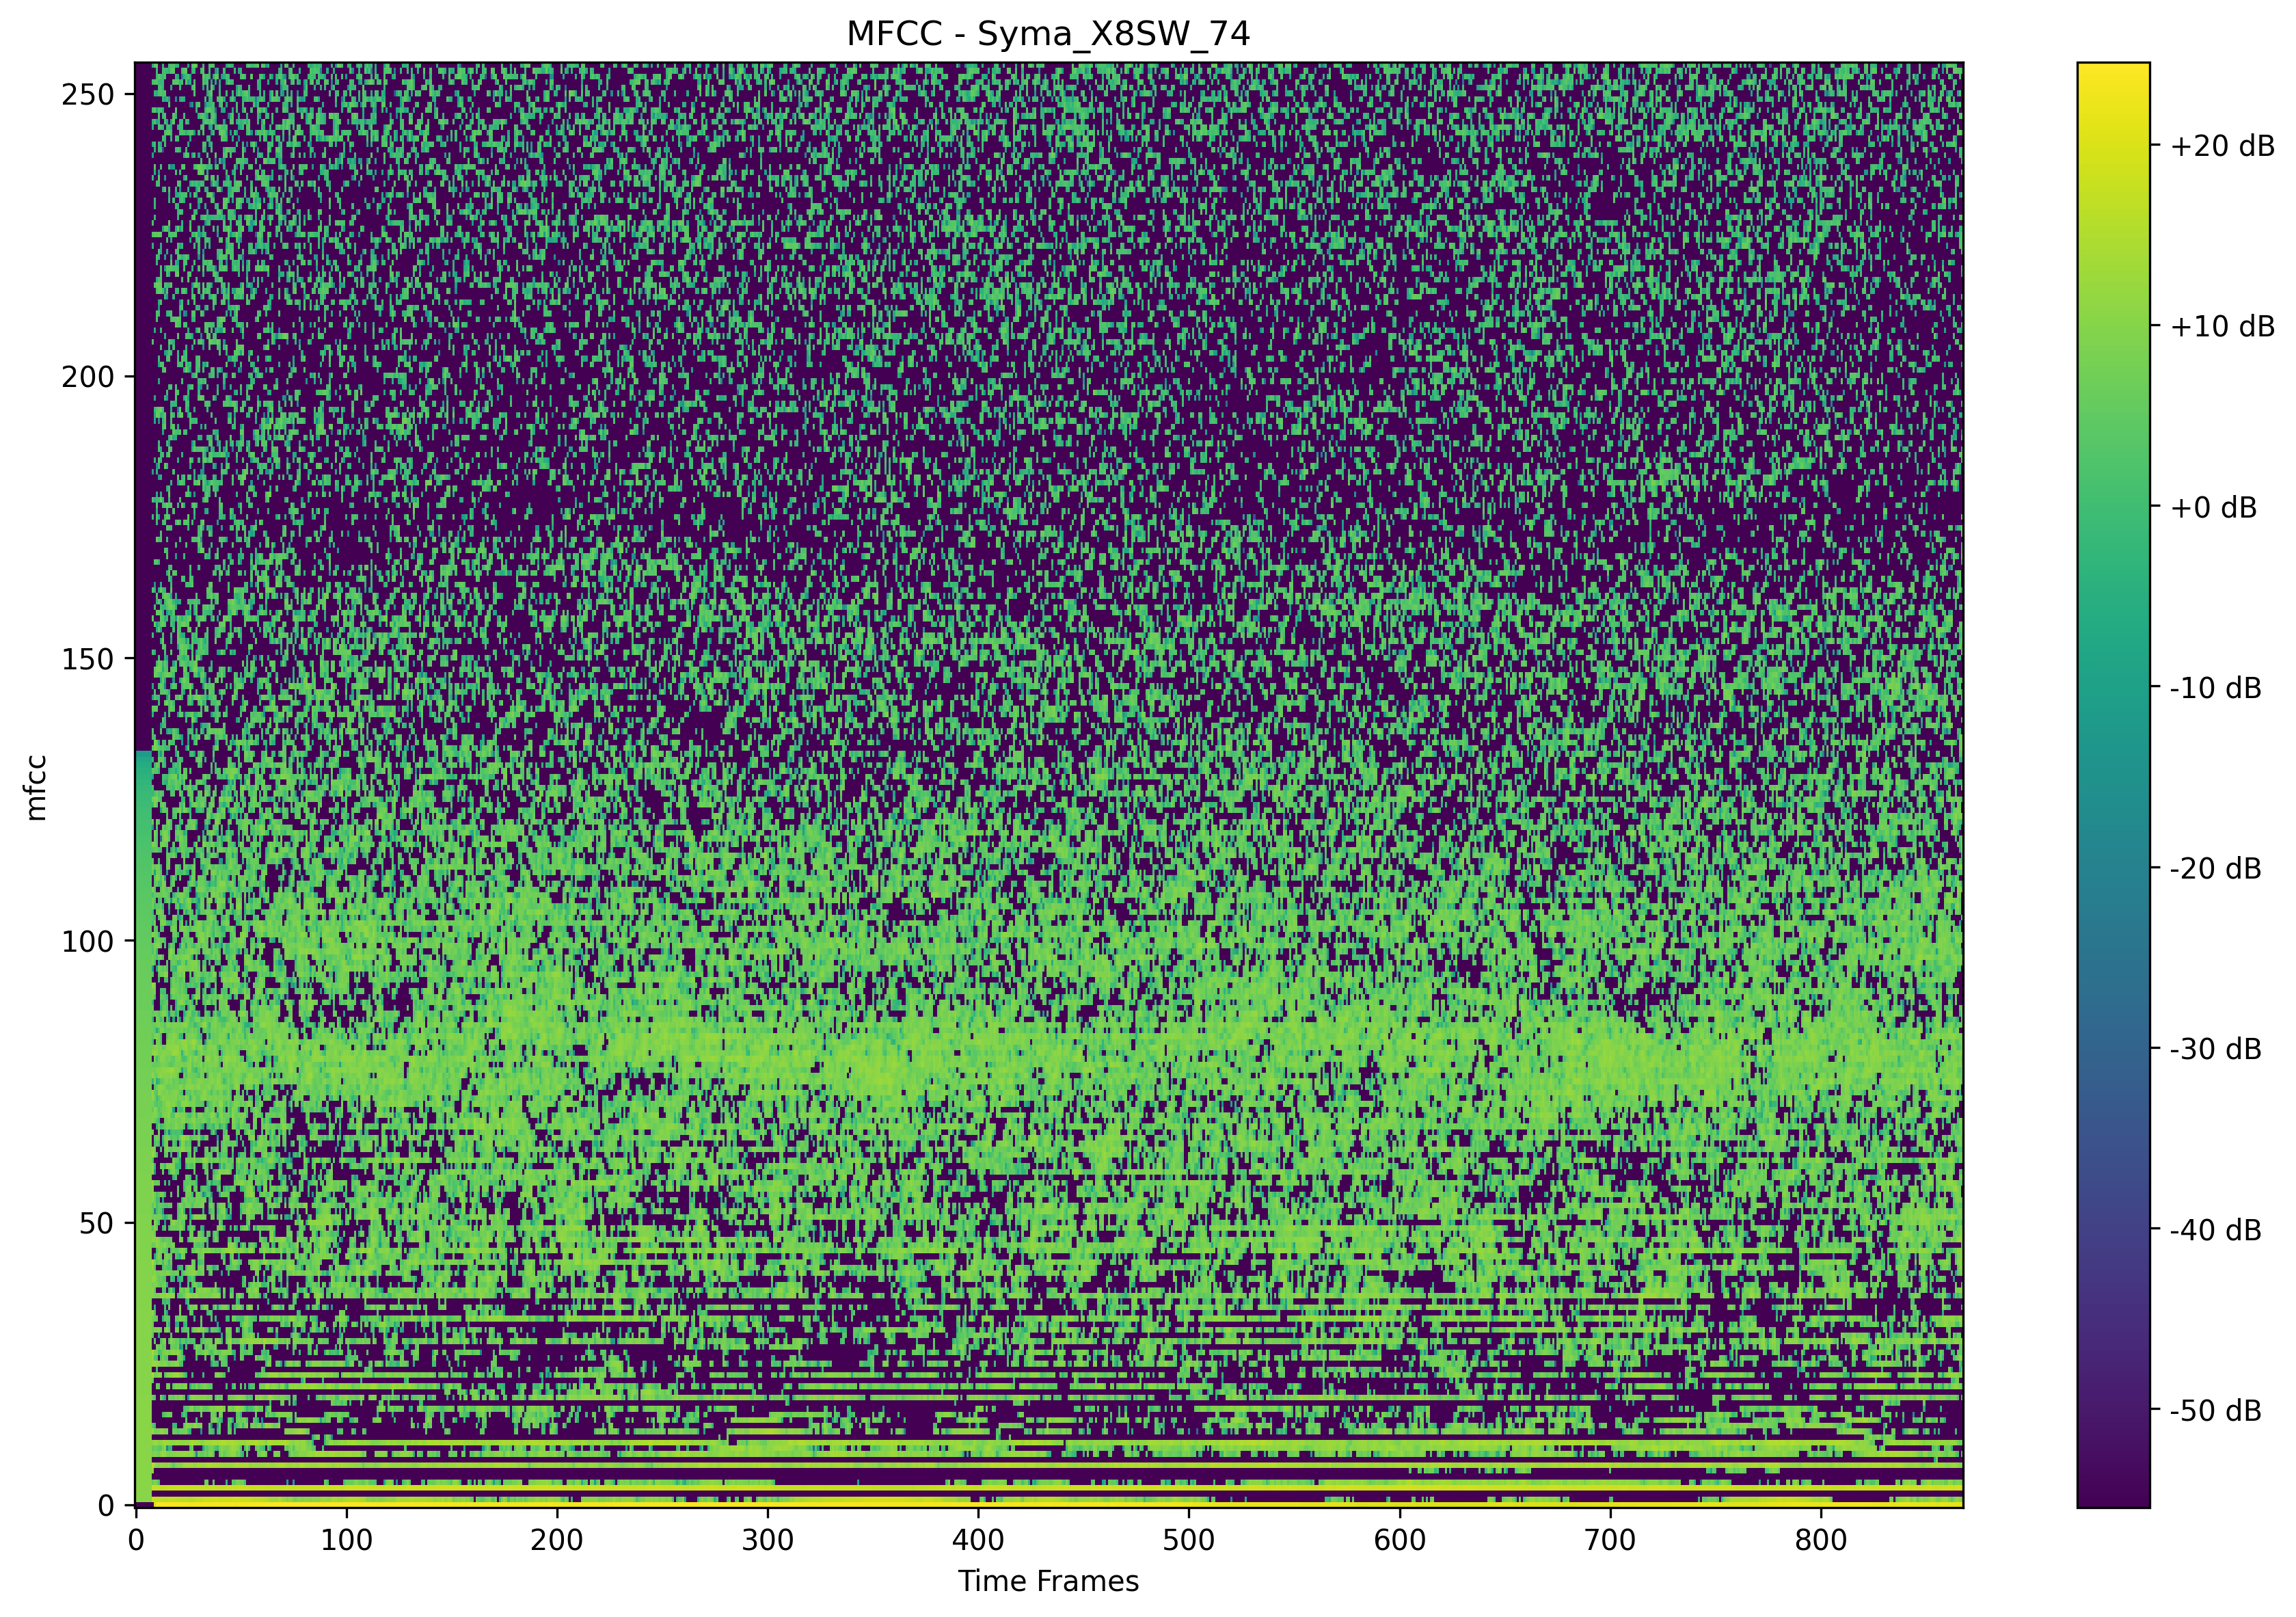 MFCC - Syma_X8SW_74
250
200
150
100
50
0
mfcc
0 100 200 300 400 500 600 700 800
Time Frames
+20 dB
+10 dB
+0 dB
-10 dB
-20 dB
-30 dB
-40 dB
-50 dB